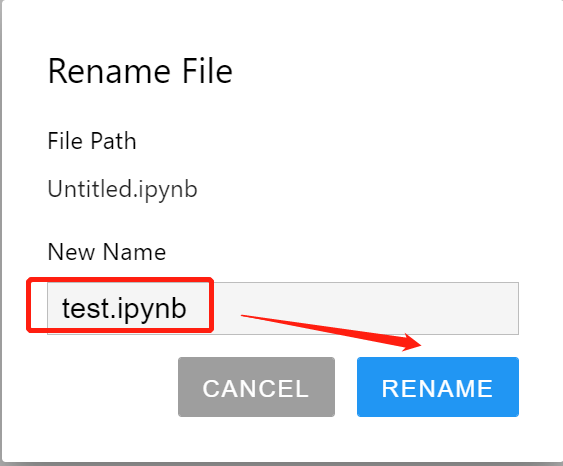 Rename File
File Path
Untitled.ipynb
New Name
test.ipynb
CANCEL RENAME